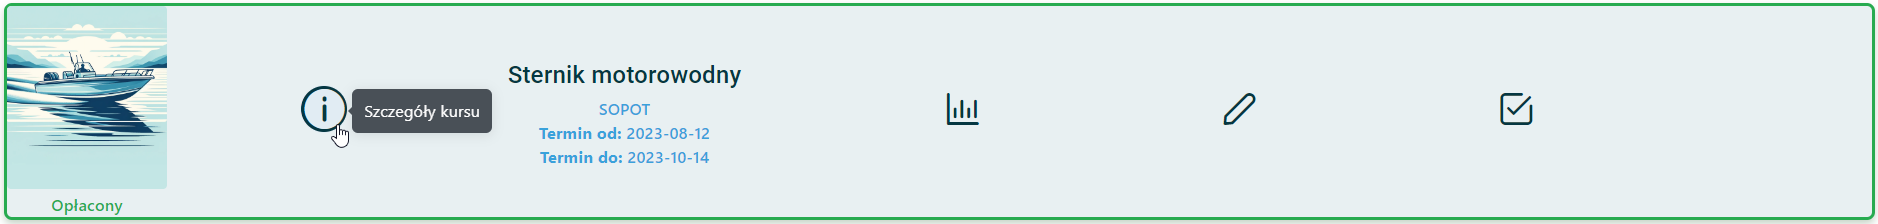 Opłacony
Szczegóły kursu
Sternik motorowodny
SOPOT
Termin od: 2023-08-12
Termin do: 2023-10-14